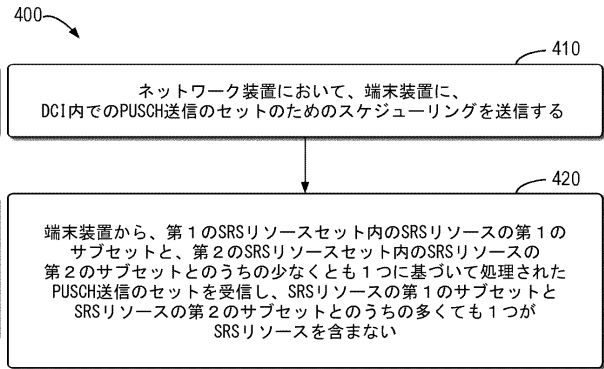 400
410
ネットワーク装置において、端末装置に、
DCI内でのPUSCH送信のセットのためのスケジューリングを送信する
420
端末装置から、第１のSRSリソースセット内のSRSリソースの第１の
サブセットと、第２のSRSリソースセット内のSRSリソースの
第２のサブセットとのうちの少なくとも１つに基づいて処理された
PUSCH送信のセットを受信し、SRSリソースの第１のサブセットと
SRSリソースの第２のサブセットとのうちの多くても１つが
SRSリソースを含まない